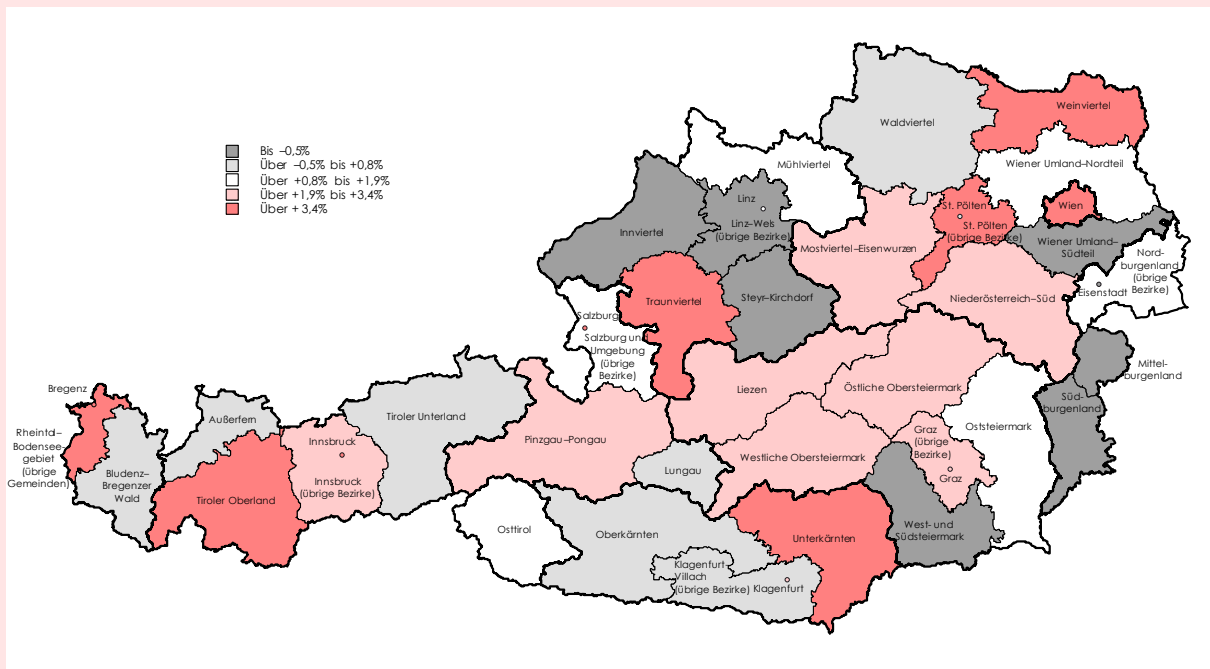 Bis –0,5%
Über –0,5% bis +0,8%
Über +0,8% bis +1,9%
Über +1,9% bis +3,4%
Über + 3,4%
Weinviertel
Waldviertel
Mühlviertel
Wiener Umland–Nordteil
Linz
Linz–Wels
(übrige Bezirke)
Innviertel
St. Pölten
St. Pölten
(übrige Bezirke)
Wien
Mostviertel–Eisenwurzen
Wiener Umland–
Südteil
Nord-
burgenland
(übrige
Bezirke)
Eisenstadt
Traunviertel
Steyr–Kirchdorf
Niederösterreich–Süd
Salzburg
Salzburg un
Umgebung
(übrige
Bezirke)
Mittel-
burgenland
Bregenz
Liezen
Östliche Obersteiermark
Süd-
burgenland
Außerfern
Tiroler Unterland
Rheintal–
Bodensee-
gebiet
(übrige
Gemeinden)
Innsbruck
Pinzgau–Pongau
Graz
(übrige
Bezirke)
Graz
Oststeiermark
Bludenz–
Bregenzer
Wald
Innsbruck
(übrige Bezirke)
Lungau
Westliche Obersteiermark
Tiroler Oberland
Osttirol
Oberkärnten
Unterkärnten
West- und
Südsteiermark
Klagenfurt-
Villach
(übrige Bezirke)
Klagenfurt